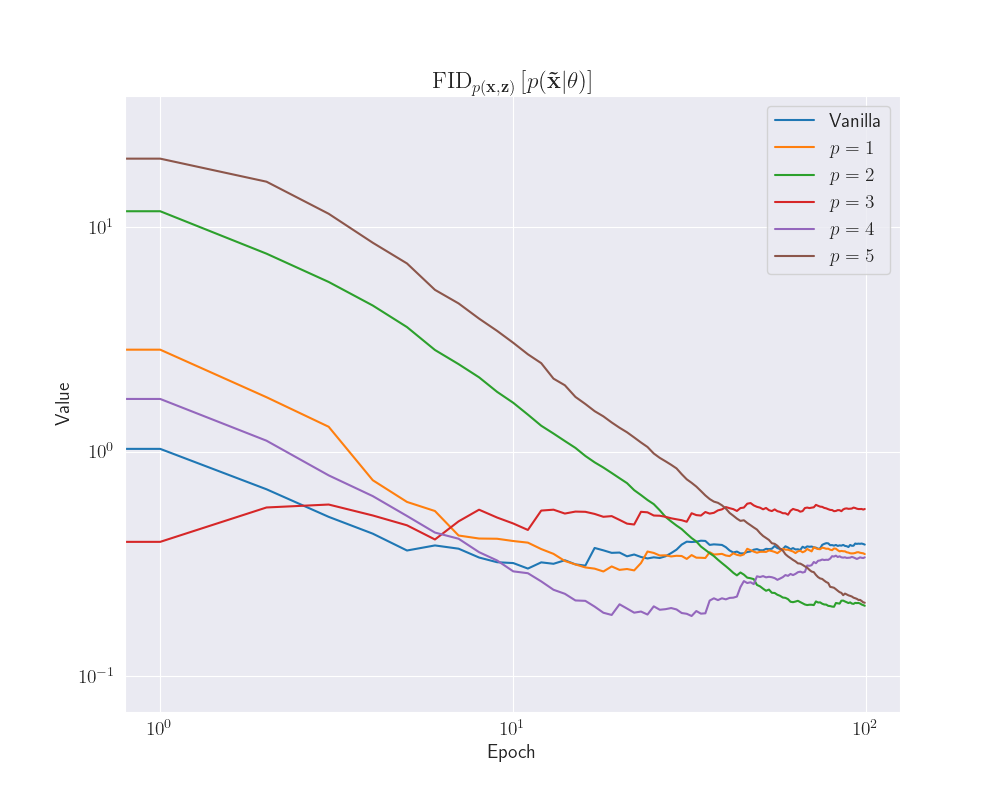 FID_{p(x,z)} [p(x̃|θ)]
Vanilla
p = 1
p = 2
p = 3
p = 4
p = 5
10^1
10^0
10^{-1}
Value
10^0 10^1 10^2
Epoch